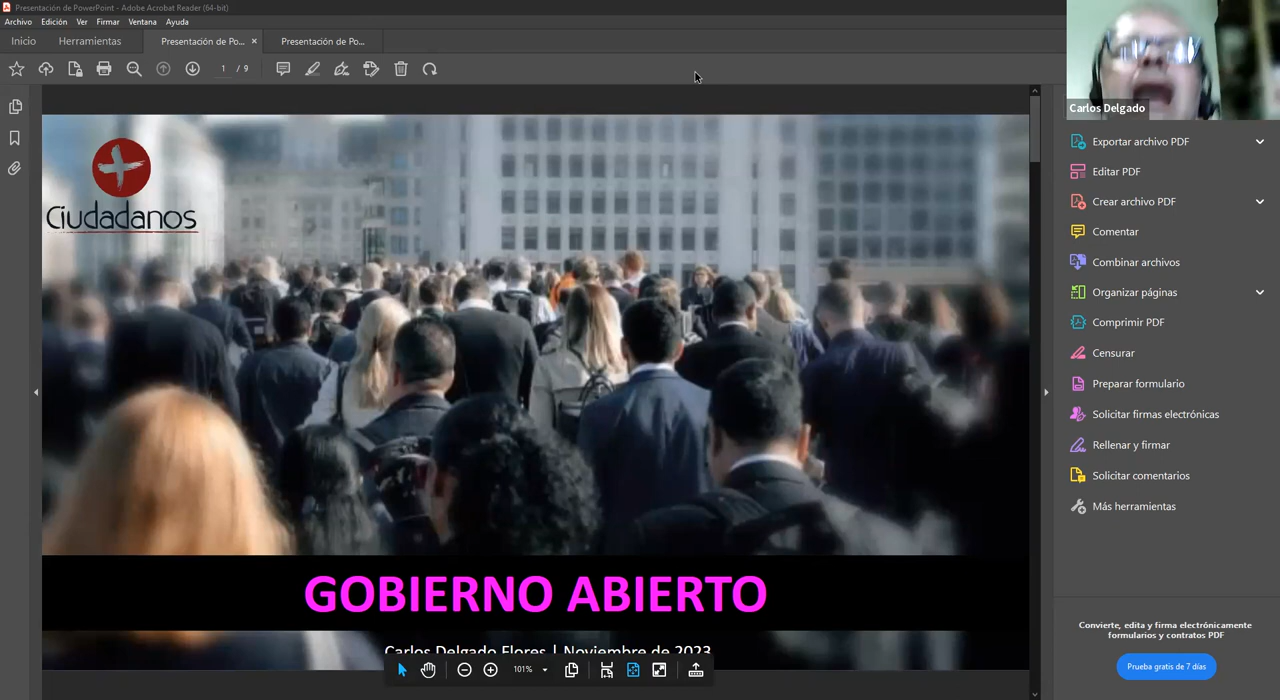 Presentación de PowerPoint - Adobe Acrobat Reader (64-bit)
Archivo Edición Ver Firmar Ventana Ayuda
Inicio Herramientas Presentación de Po... × Presentación de Po...
1 / 9
Carlos Delgado
Ciudadanos
Exportar archivo PDF
Editar PDF
Crear archivo PDF
Comentar
Combinar archivos
Organizar páginas
Comprimir PDF
Censurar
Preparar formulario
Solicitar firmas electrónicas
Rellenar y firmar
Solicitar comentarios
Más herramientas
GOBIERNO ABIERTO
Carlos Delgado Flores | Noviembre de 2023
101%
Convierte, edita y firma electrónicamente
formularios y contratos PDF
Prueba gratis de 7 días